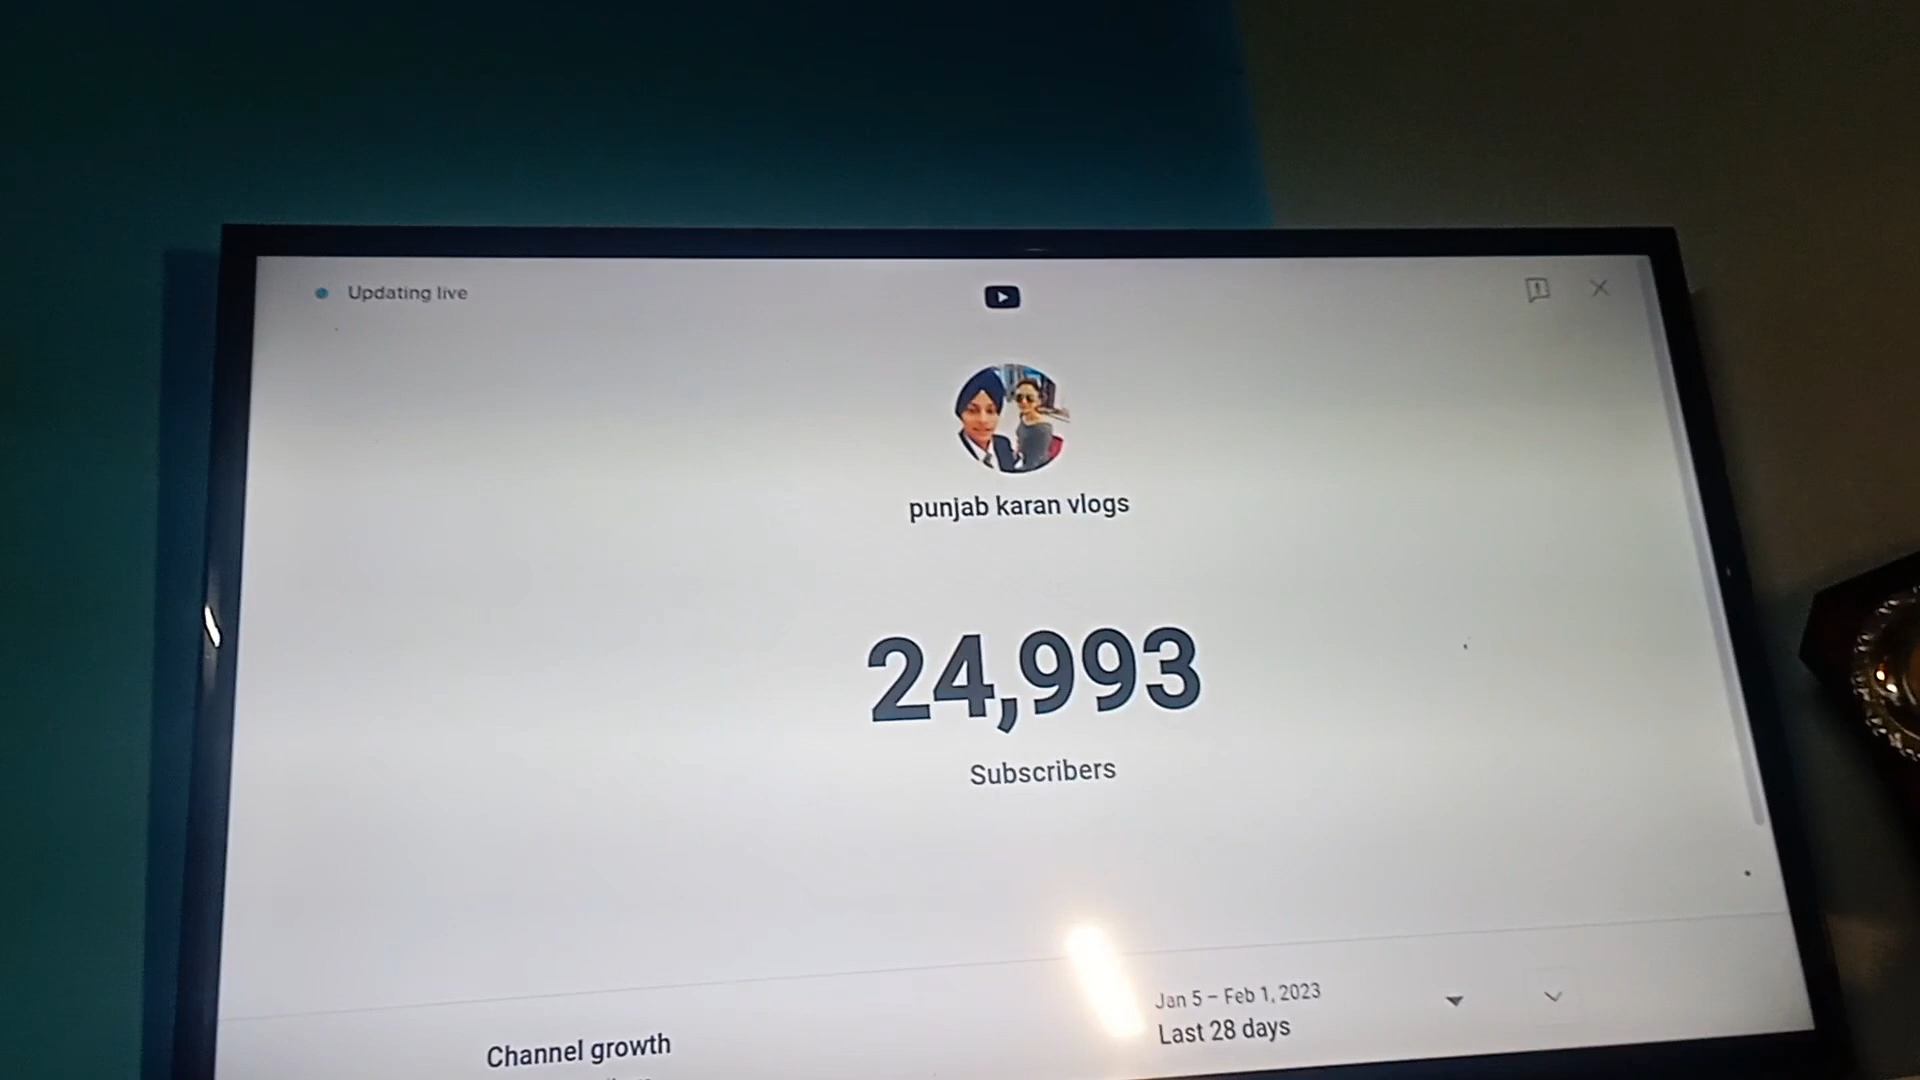 Updating live
punjab karan vlogs
24,993
Subscribers
Jan 5 – Feb 1, 2023
Last 28 days
Channel growth